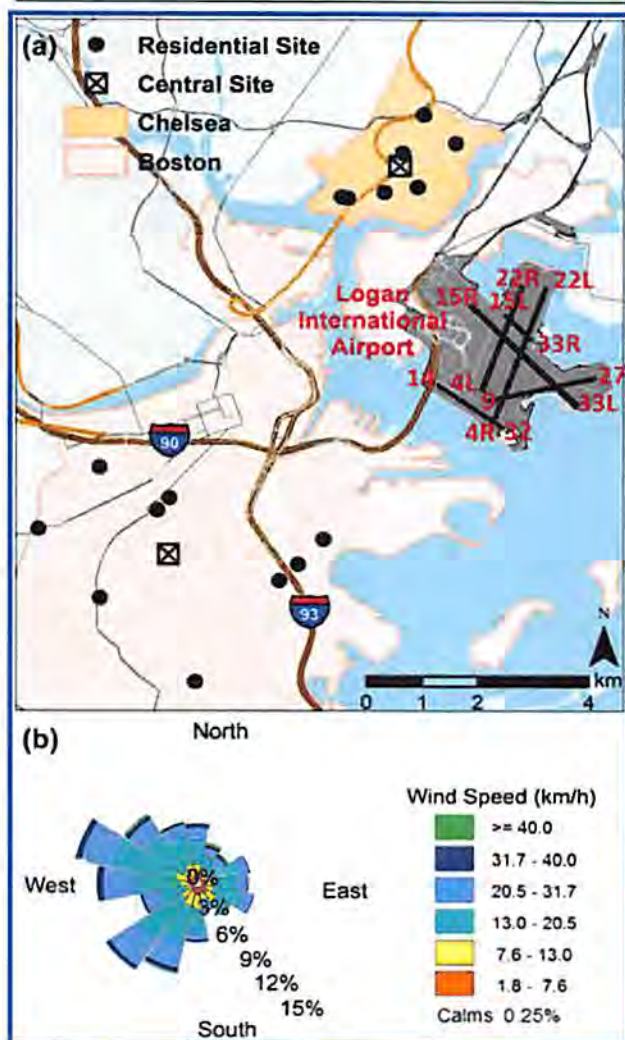 (a)
Residential Site
Central Site
Chelsea
Boston
Logan
International
Airport
15R
22R
15L
22L
33R
14
4L
9
27
33L
4R
32
90
93
N
km
0 2 4
North
(b)
West
East
South
0%
3%
6%
9%
12%
15%
Wind Speed (km/h)
>= 40.0
31.7 - 40.0
20.5 - 31.7
13.0 - 20.5
7.6 - 13.0
1.8 - 7.6
Calms 0.25%